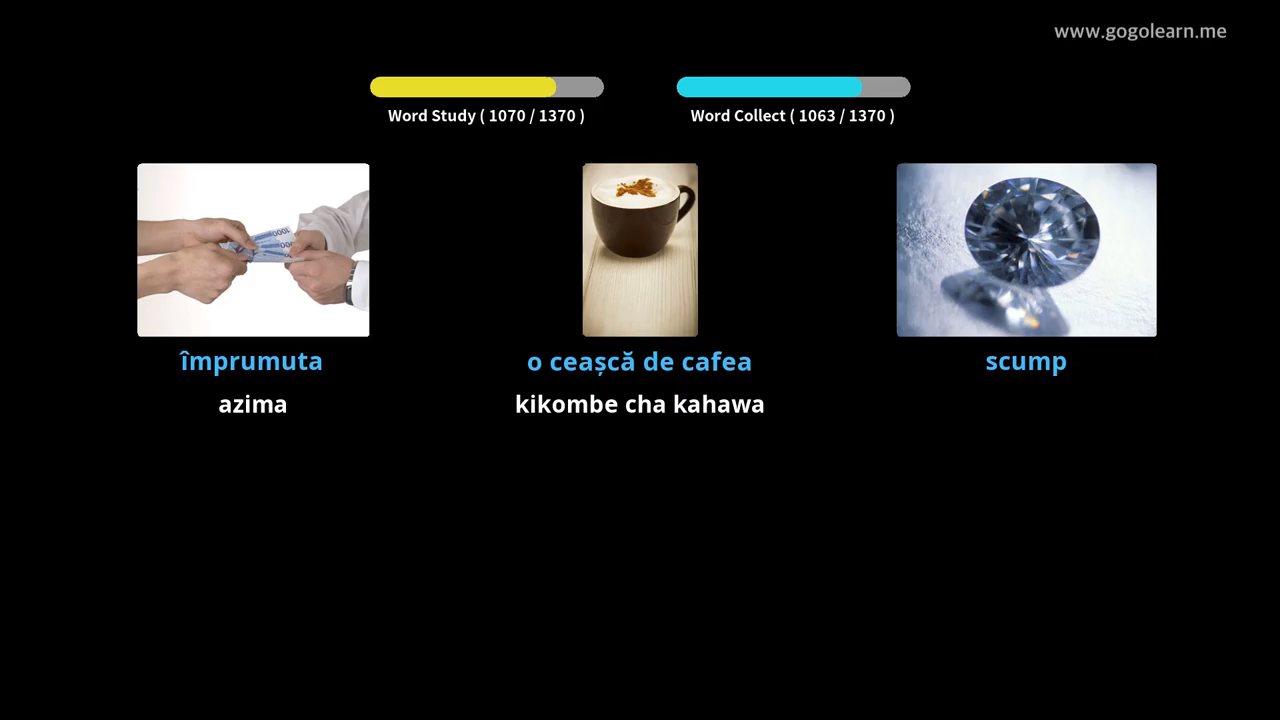 www.gogolearn.me
Word Study ( 1070 / 1370 )
Word Collect ( 1063 / 1370 )
împrumuta
azima
o ceașcă de cafea
kikombe cha kahawa
scump